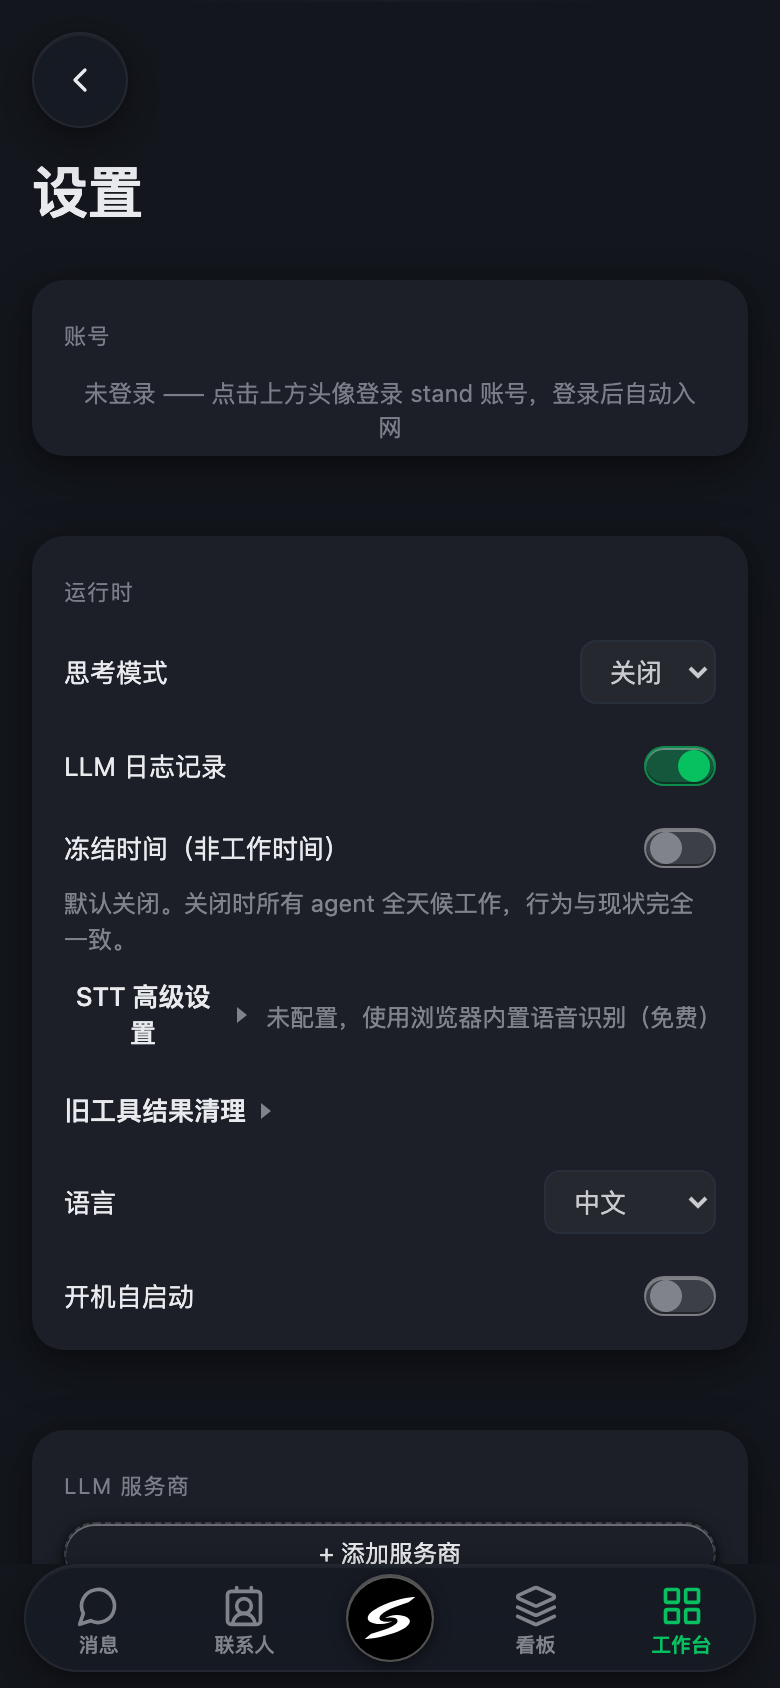 设置
账号
未登录 —— 点击上方头像登录 stand 账号，登录后自动入
网
运行时
思考模式
关闭
LLM 日志记录
冻结时间（非工作时间）
默认关闭。关闭时所有 agent 全天候工作，行为与现状完全
一致。
STT 高级设
置
未配置，使用浏览器内置语音识别（免费）
旧工具结果清理
语言
中文
开机自启动
LLM 服务商
+ 添加服务商
消息
联系人
看板
工作台